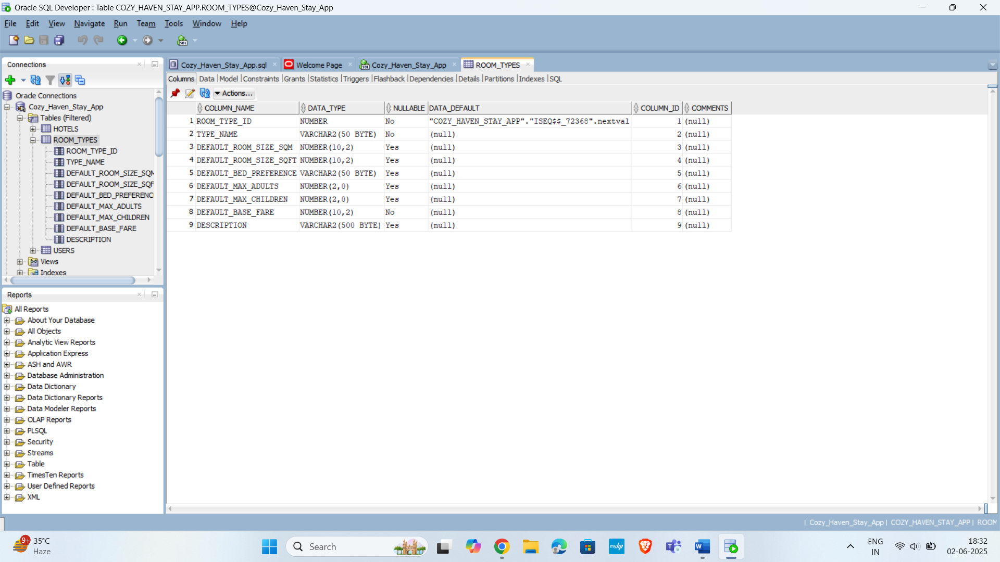 Oracle SQL Developer : Table COZY_HAVEN_STAY_APP.ROOM_TYPES@Cozy_Haven_Stay_App
File Edit View Navigate Run Team Tools Window Help
Connections
Oracle Connections
Cozy_Haven_Stay_App
Tables (Filtered)
HOTELS
ROOM_TYPES
ROOM_TYPE_ID
TYPE_NAME
DEFAULT_ROOM_SIZE_SQM
DEFAULT_ROOM_SIZE_SQF
DEFAULT_BED_PREFERENC
DEFAULT_MAX_ADULTS
DEFAULT_MAX_CHILDREN
DEFAULT_BASE_FARE
DESCRIPTION
USERS
Views
Indexes
Reports
All Reports
About Your Database
All Objects
Analytic View Reports
Application Express
ASH and AWR
Database Administration
Data Dictionary
Data Dictionary Reports
Data Modeler Reports
OLAP Reports
PLSQL
Security
Streams
Table
TimesTen Reports
User Defined Reports
XML
Cozy_Haven_Stay_App.sql Welcome Page Cozy_Haven_Stay_App ROOM_TYPES
Columns Data Model Constraints Grants Statistics Triggers Flashback Dependencies Details Partitions Indexes SQL
Actions...
COLUMN_NAME DATA_TYPE NULLABLE DATA_DEFAULT COLUMN_ID COMMENTS
1 ROOM_TYPE_ID NUMBER No "COZY_HAVEN_STAY_APP"."ISEQ$$_72368".nextval 1 (null)
2 TYPE_NAME VARCHAR2(50 BYTE) No (null) 2 (null)
3 DEFAULT_ROOM_SIZE_SQM NUMBER(10,2) Yes (null) 3 (null)
4 DEFAULT_ROOM_SIZE_SQFT NUMBER(10,2) Yes (null) 4 (null)
5 DEFAULT_BED_PREFERENCE VARCHAR2(50 BYTE) Yes (null) 5 (null)
6 DEFAULT_MAX_ADULTS NUMBER(2,0) Yes (null) 6 (null)
7 DEFAULT_MAX_CHILDREN NUMBER(2,0) Yes (null) 7 (null)
8 DEFAULT_BASE_FARE NUMBER(10,2) No (null) 8 (null)
9 DESCRIPTION VARCHAR2(500 BYTE) Yes (null) 9 (null)
| Cozy_Haven_Stay_App | COZY_HAVEN_STAY_APP | ROOM
9+ 35°C
Haze
Search
myhp
ENG
IN
18:32
02-06-2025